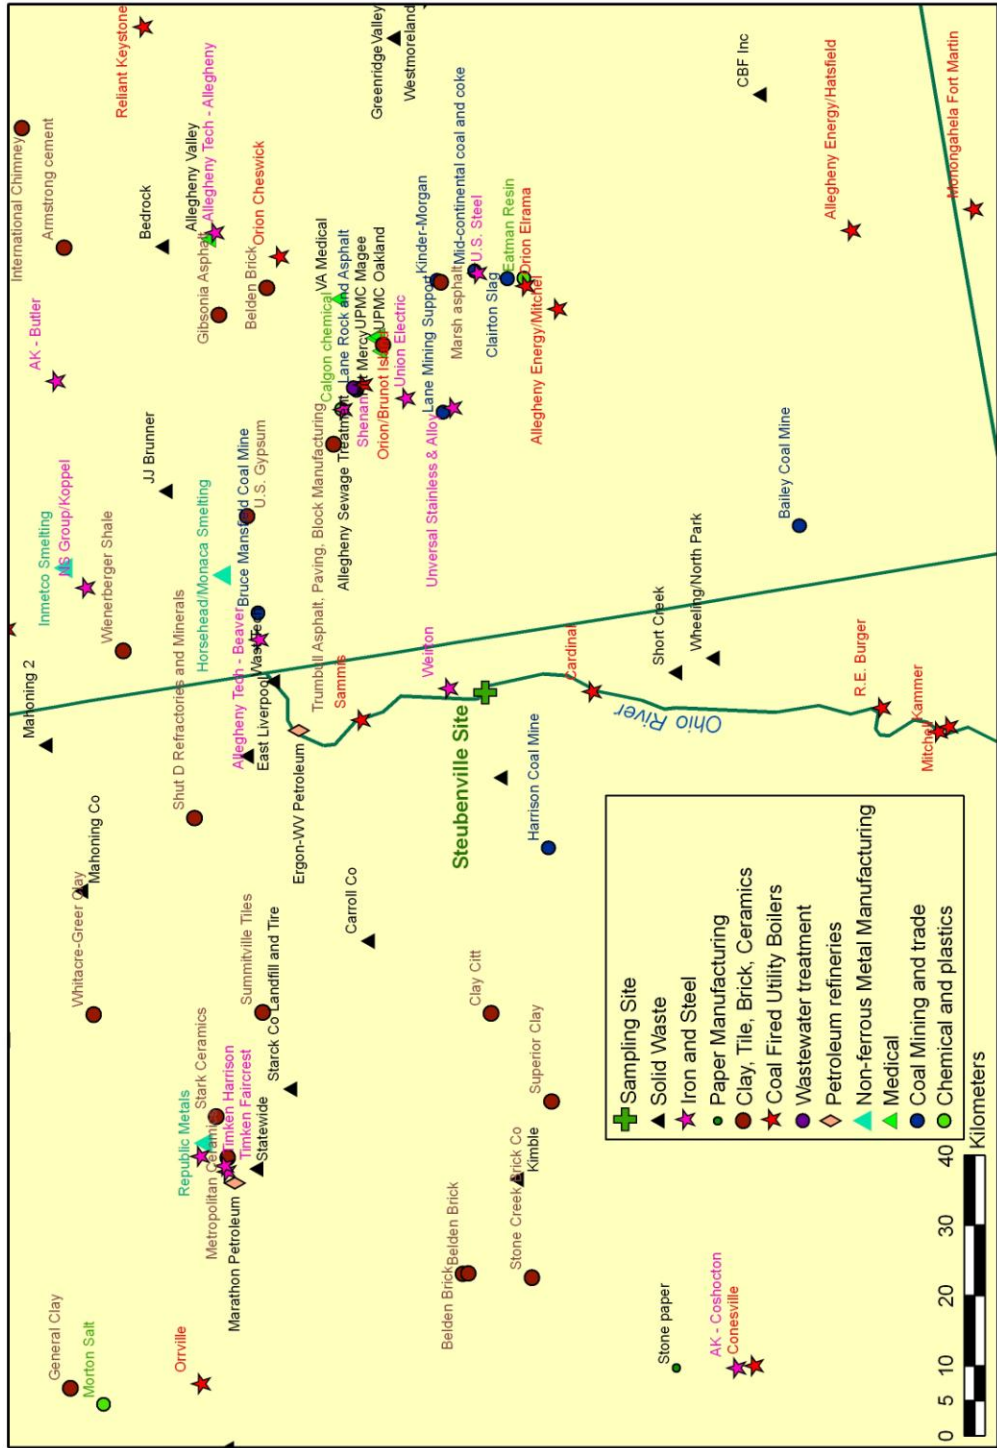 International Chimney
Mahoning 2
AK - Butler
Armstrong cement
General Clay
Whitacre-Greer Clay
Inmetco Smelting
NS Group/Koppel
Morton Salt
Mahoning Co
Wienerberger Shale
Reliant Keystone
JJ Brunner
Bedrock
Orrville
Republic Metals
Stark Ceramics
Shut D Refractories and Minerals
Horsehead/Monaca Smelting
Gibsonia Asphalt
Allegheny Valley
Allegheny Tech - Allegheny
Metropolitan Ceramics
Timken Harrison
Timken Faircrest
Marathon Petroleum
Statewide
Summitville Tiles
Starck Co Landfill and Tire
Allegheny Tech - Beaver
Bruce Mansfield Coal Mine
U.S. Gypsum
Belden Brick
Orion Cheswick
East Liverpool
Ergon-WV Petroleum
Trumbull Asphalt, Paving, Block Manufacturing
Calgon chemical
VA Medical
Sammis
Allegheny Sewage Treatment
Lane Rock and Asphalt
UPMC Magee
Mercy
UPMC Oakland
Orion/Brunot Island
Union Electric
Carroll Co
Greenridge Valley
Westmoreland
Weirton
Unversal Stainless & Alloy
Lane Mining Support
Kinder-Morgan
Marsh asphalt
Mid-continental coal and coke
U.S. Steel
Steubenville Site
Clairton Slag
Eatman Resin
Orion Elrama
Belden Brick
Belden Brick
Clay Citt
Stone Creek Brick Co
Kimble
Superior Clay
Harrison Coal Mine
Allegheny Energy/Mitchel
Cardinal
Stone paper
Short Creek
Wheeling/North Park
Ohio River
Bailey Coal Mine
CBF Inc
AK - Coshocton
Conesville
Allegheny Energy/Hatsfield
R.E. Burger
Kammer
Mitchell
Monongahela Fort Martin
Sampling Site
Solid Waste
Iron and Steel
Paper Manufacturing
Clay, Tile, Brick, Ceramics
Coal Fired Utility Boilers
Wastewater treatment
Petroleum refineries
Non-ferrous Metal Manufacturing
Medical
Coal Mining and trade
Chemical and plastics
0 5 10 20 30 40
Kilometers